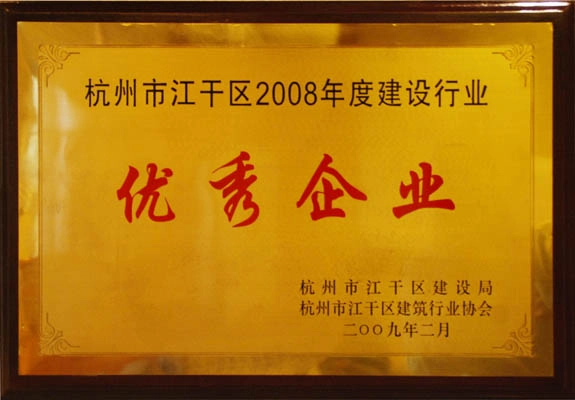 杭州市江干区2008年度建设行业
优秀企业
杭州市江干区建设局
杭州市江干区建筑行业协会
二〇〇九年二月